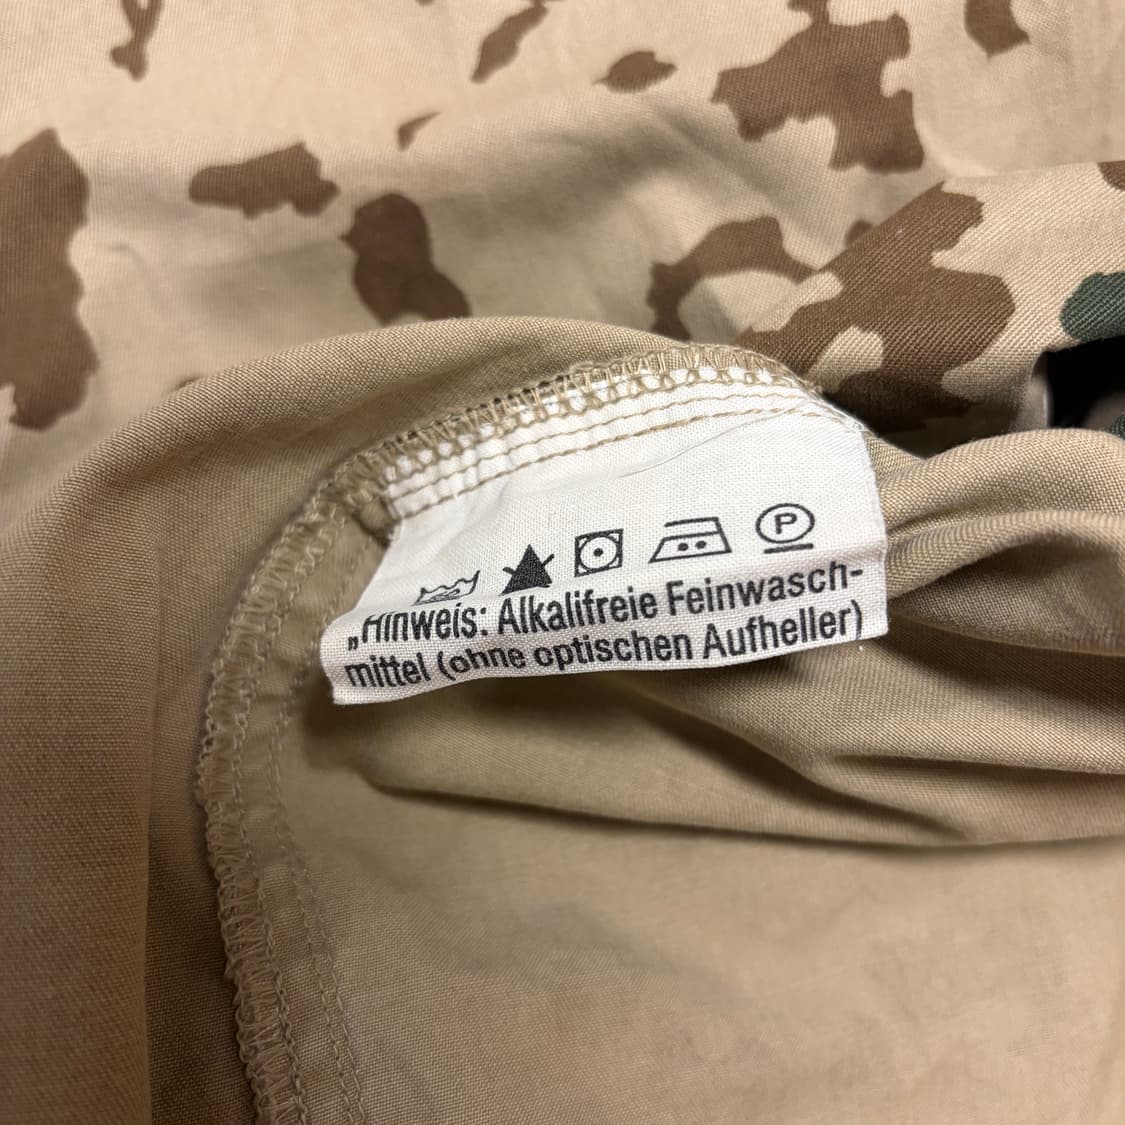 P
„Hinweis: Alkalifreie Feinwasch-
mittel (ohne optischen Aufheller)